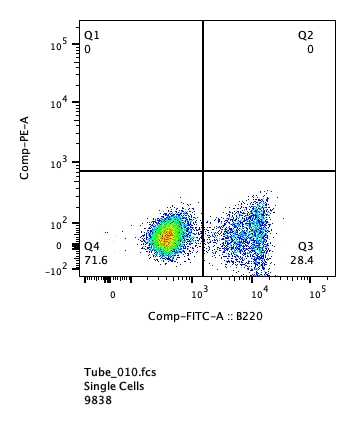 Q1
0
Q2
0
10^5
10^4
10^3
10^2
0
-10^2
Comp-PE-A
Q4
71.6
Q3
28.4
0
10^3
10^4
10^5
Comp-FITC-A :: B220
Tube_010.fcs
Single Cells
9838